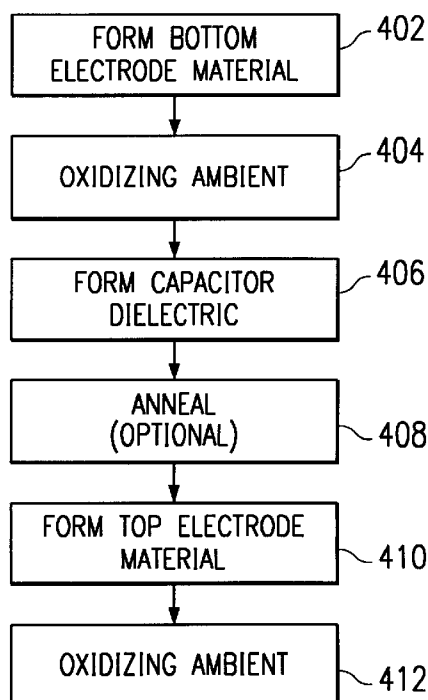 FORM BOTTOM
ELECTRODE MATERIAL
402
OXIDIZING AMBIENT
404
FORM CAPACITOR
DIELECTRIC
406
ANNEAL
(OPTIONAL)
408
FORM TOP ELECTRODE
MATERIAL
410
OXIDIZING AMBIENT
412